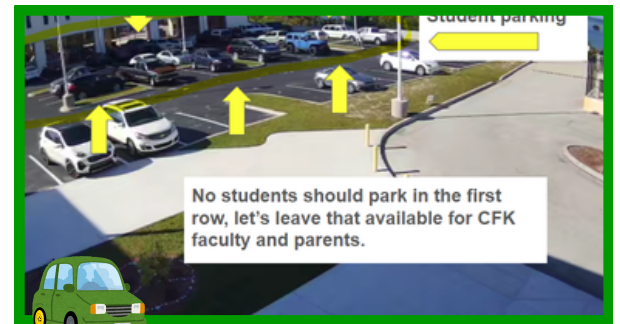 Student parking
No students should park in the first
row, let's leave that available for CFK
faculty and parents.